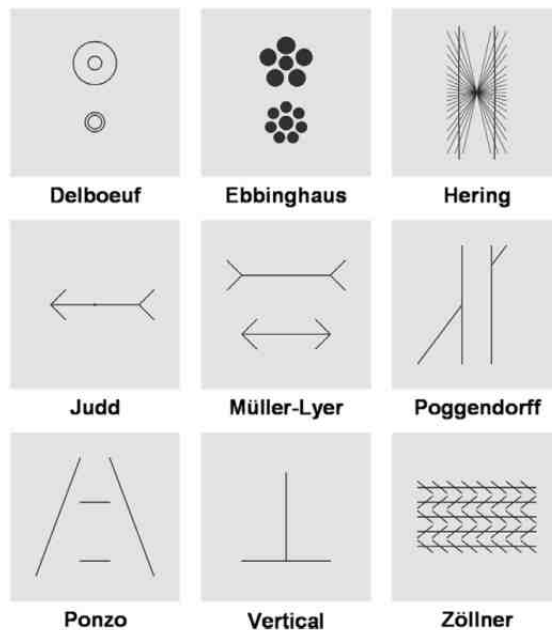 Delboeuf Ebbinghaus Hering
Judd Müller-Lyer Poggendorff
Ponzo Vertical Zöllner